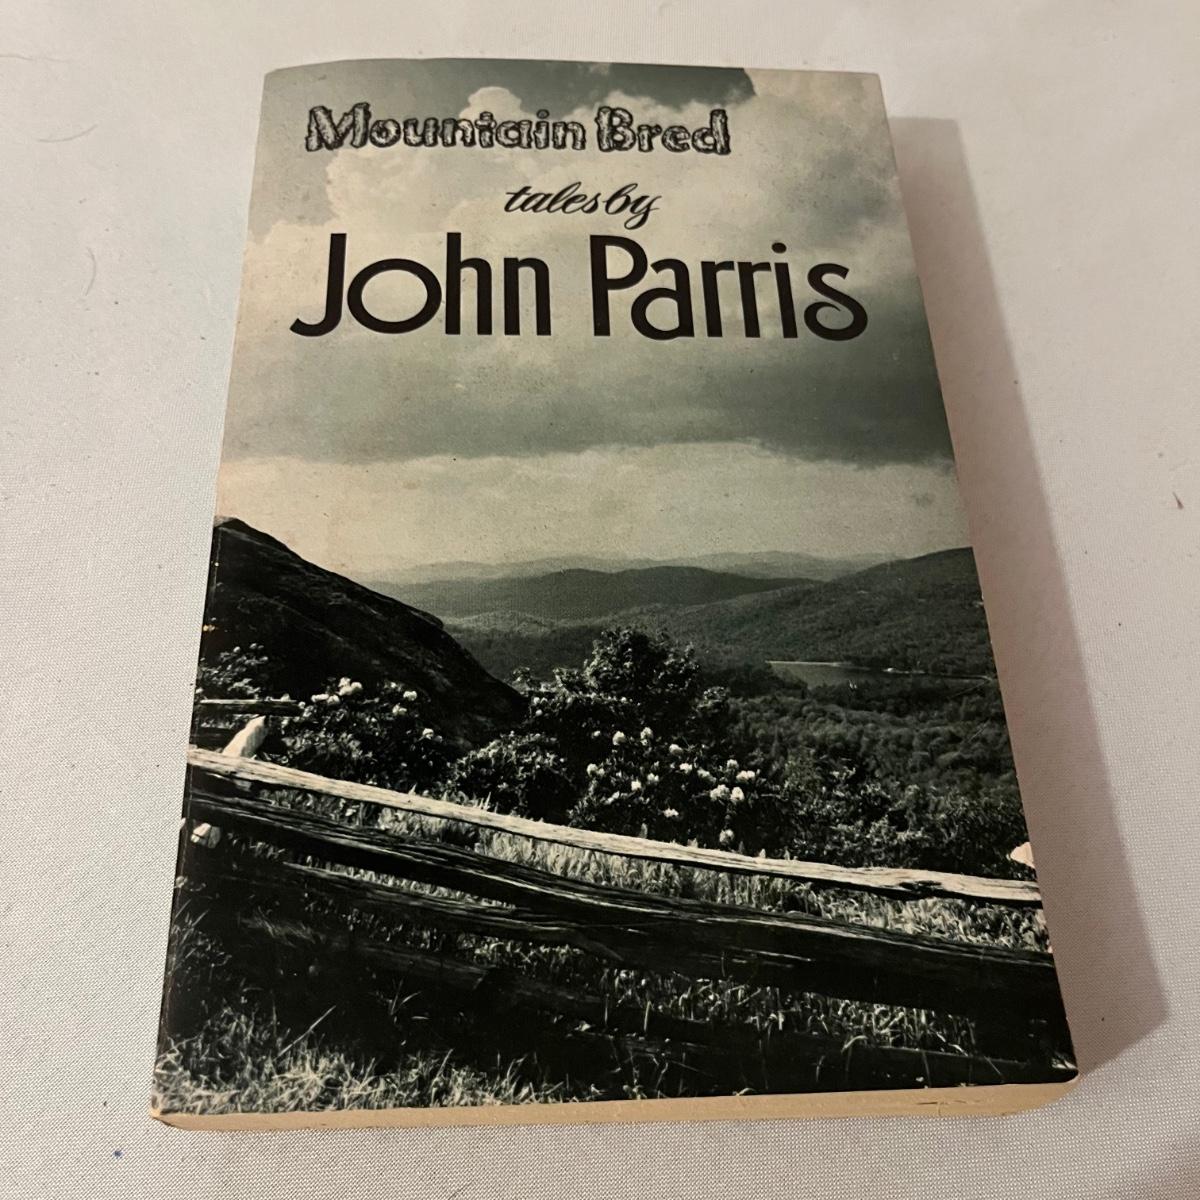 Mountain Bred
tales by
John Parris